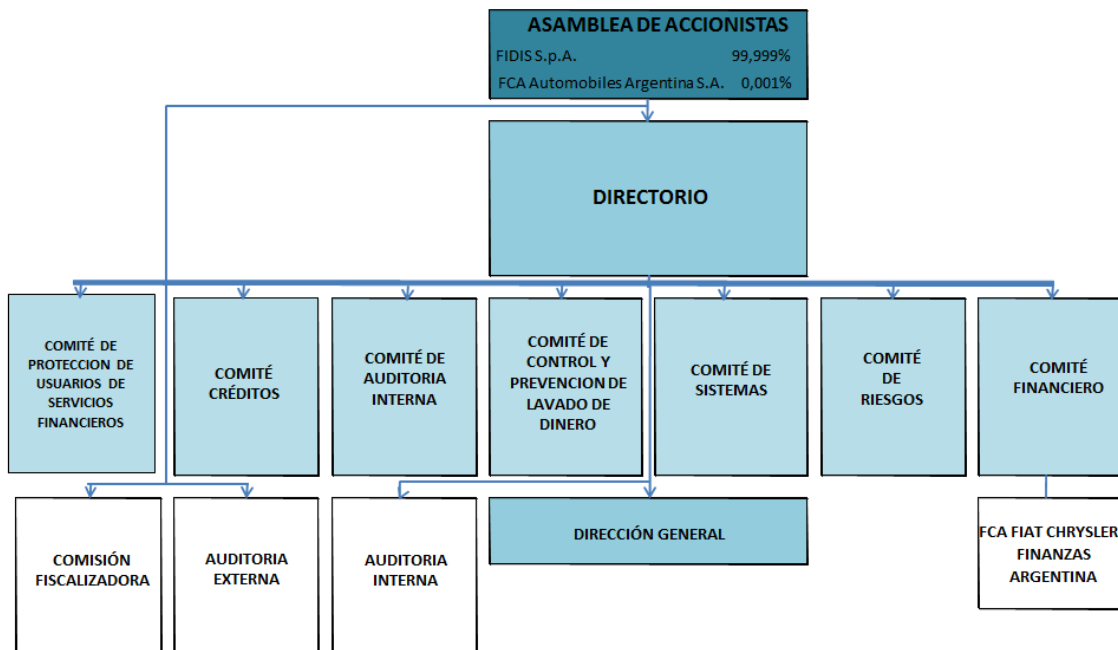 ASAMBLEA DE ACCIONISTAS
FIDIS S.p.A. 99,999%
FCA Automobiles Argentina S.A. 0,001%
DIRECTORIO
COMITÉ DE
PROTECCION DE
USUARIOS DE
SERVICIOS
FINANCIEROS
COMITÉ
CRÉDITOS
COMITÉ DE
AUDITORIA
INTERNA
COMITÉ DE
CONTROL Y
PREVENCION DE
LAVADO DE
DINERO
COMITÉ DE
SISTEMAS
COMITÉ
DE
RIESGOS
COMITÉ
FINANCIERO
COMISIÓN
FISCALIZADORA
AUDITORIA
EXTERNA
AUDITORIA
INTERNA
DIRECCIÓN GENERAL
FCA FIAT CHRYSLER
FINANZAS
ARGENTINA